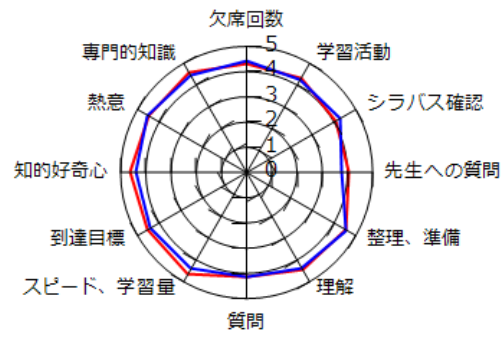 欠席回数
専門的知識
5
学習活動
4
熱意
3
シラバス確認
2
1
知的好奇心
0
先生への質問
到達目標
整理、準備
スピード、学習量
理解
質問